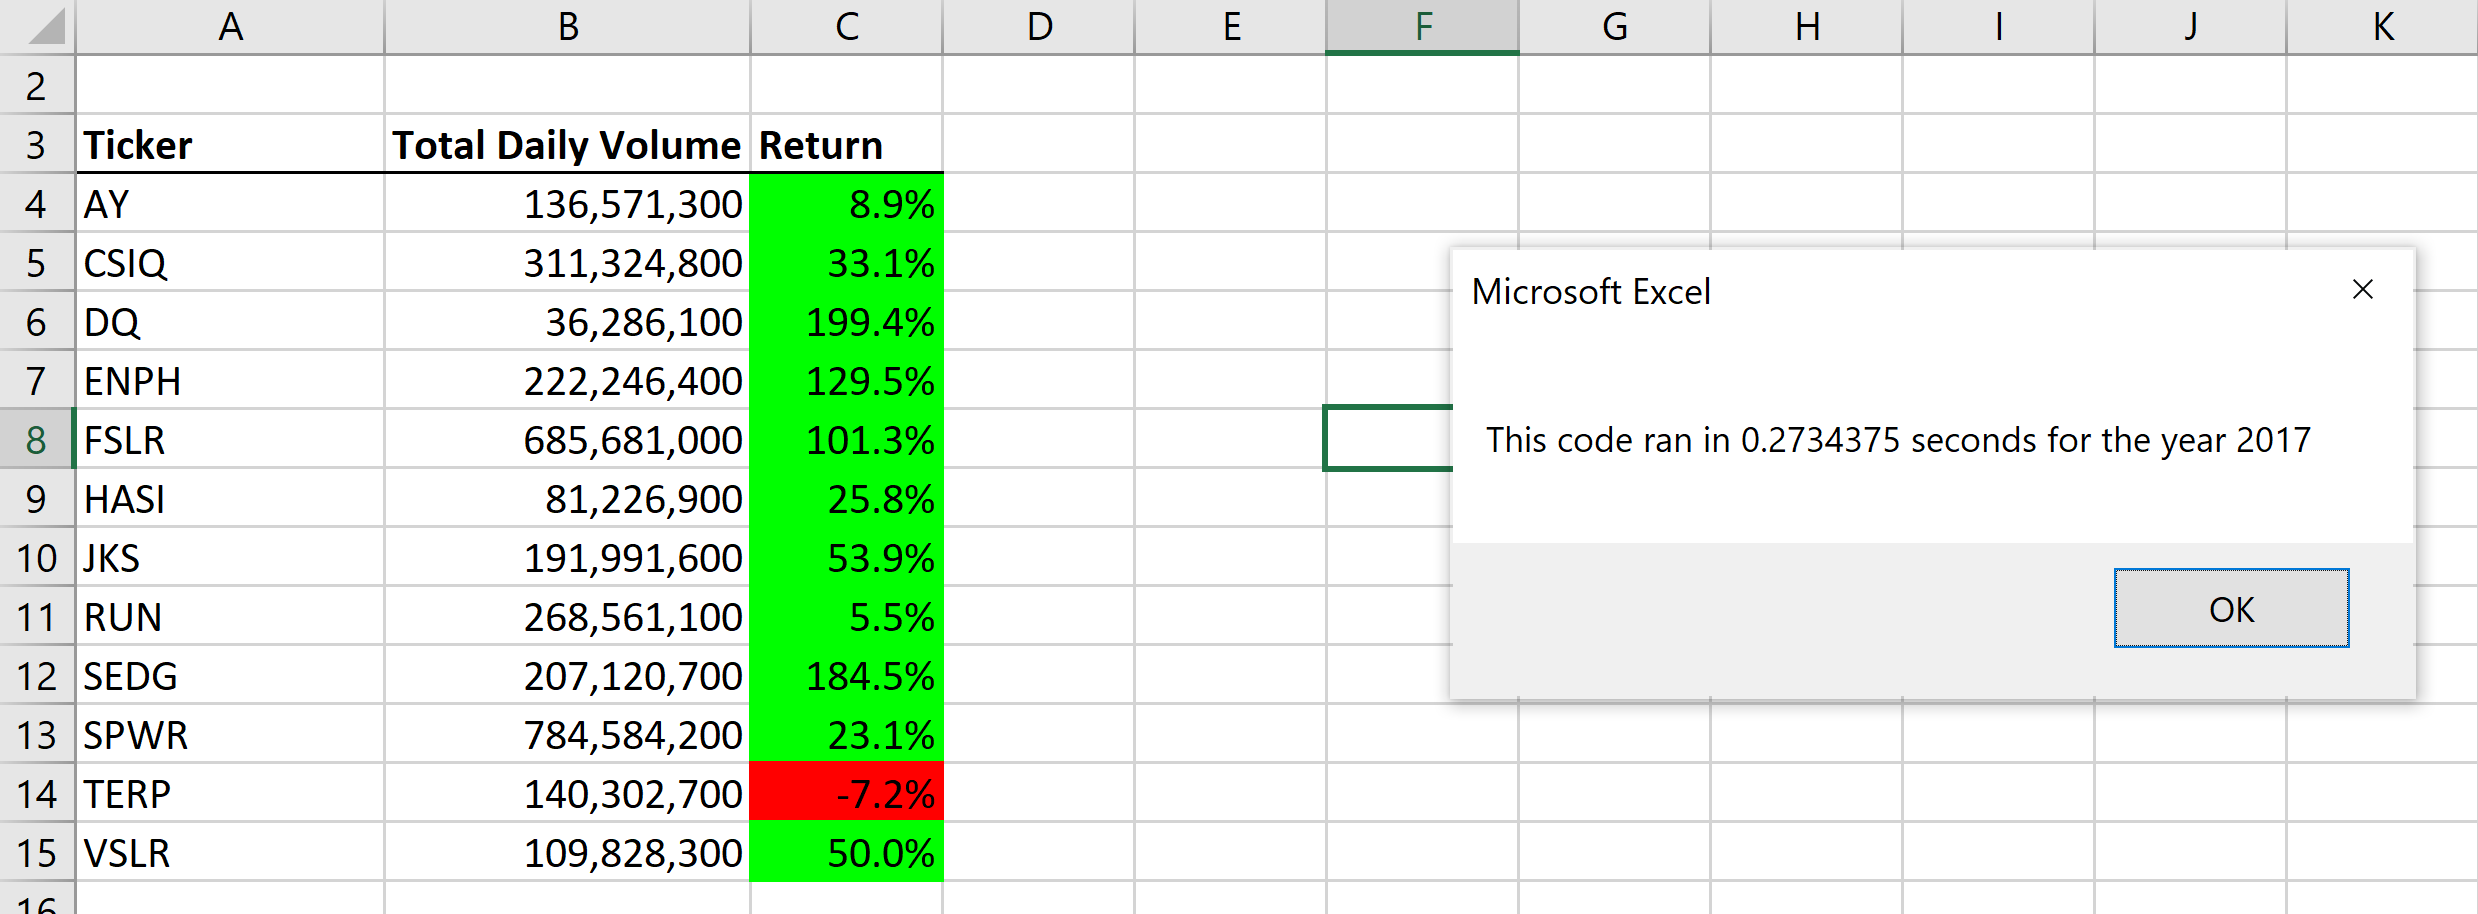 A B C D E F G H I J K
2
3 Ticker Total Daily Volume Return
4 AY 136,571,300 8.9%
5 CSIQ 311,324,800 33.1%
6 DQ 36,286,100 199.4%
7 ENPH 222,246,400 129.5%
8 FSLR 685,681,000 101.3%
9 HASI 81,226,900 25.8%
10 JKS 191,991,600 53.9%
11 RUN 268,561,100 5.5%
12 SEDG 207,120,700 184.5%
13 SPWR 784,584,200 23.1%
14 TERP 140,302,700 -7.2%
15 VSLR 109,828,300 50.0%
16
Microsoft Excel
This code ran in 0.2734375 seconds for the year 2017
OK